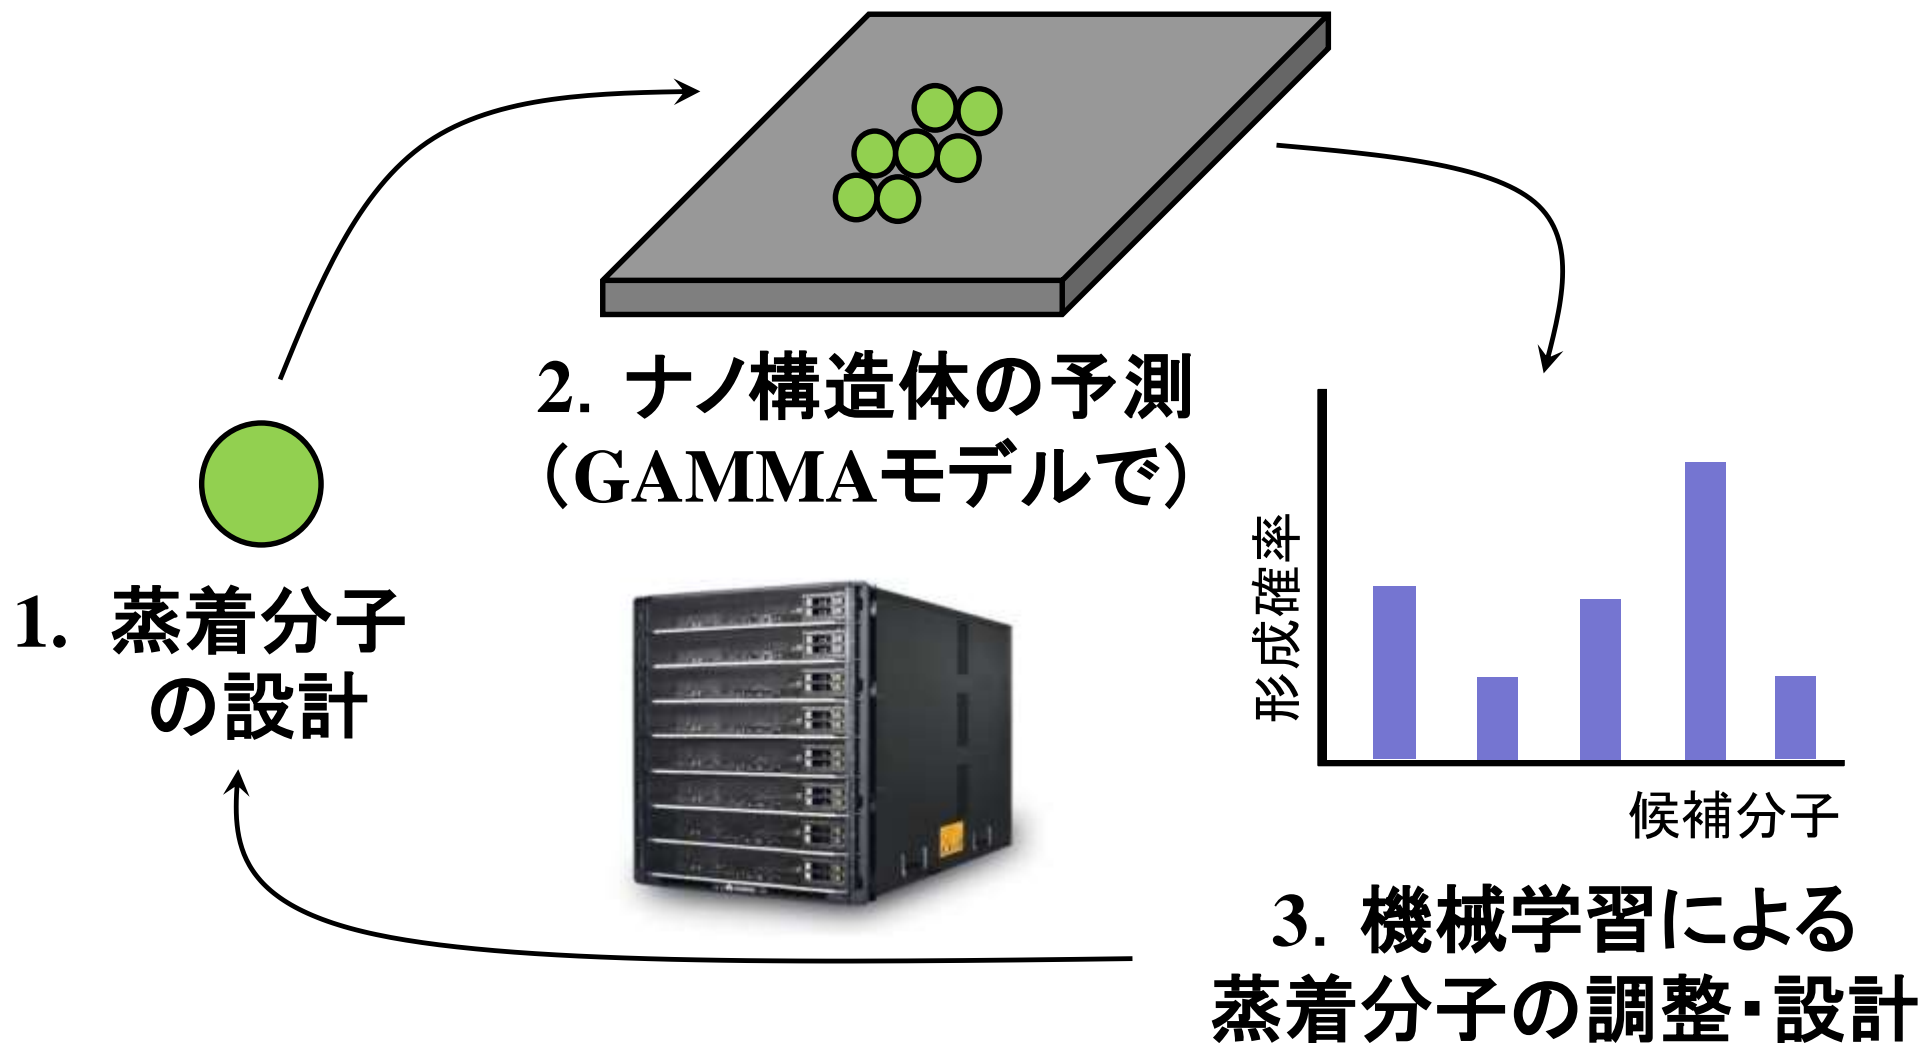 2. ナノ構造体の予測
（GAMMAモデルで）
1. 蒸着分子
の設計
形成確率
候補分子
3. 機械学習による
蒸着分子の調整・設計